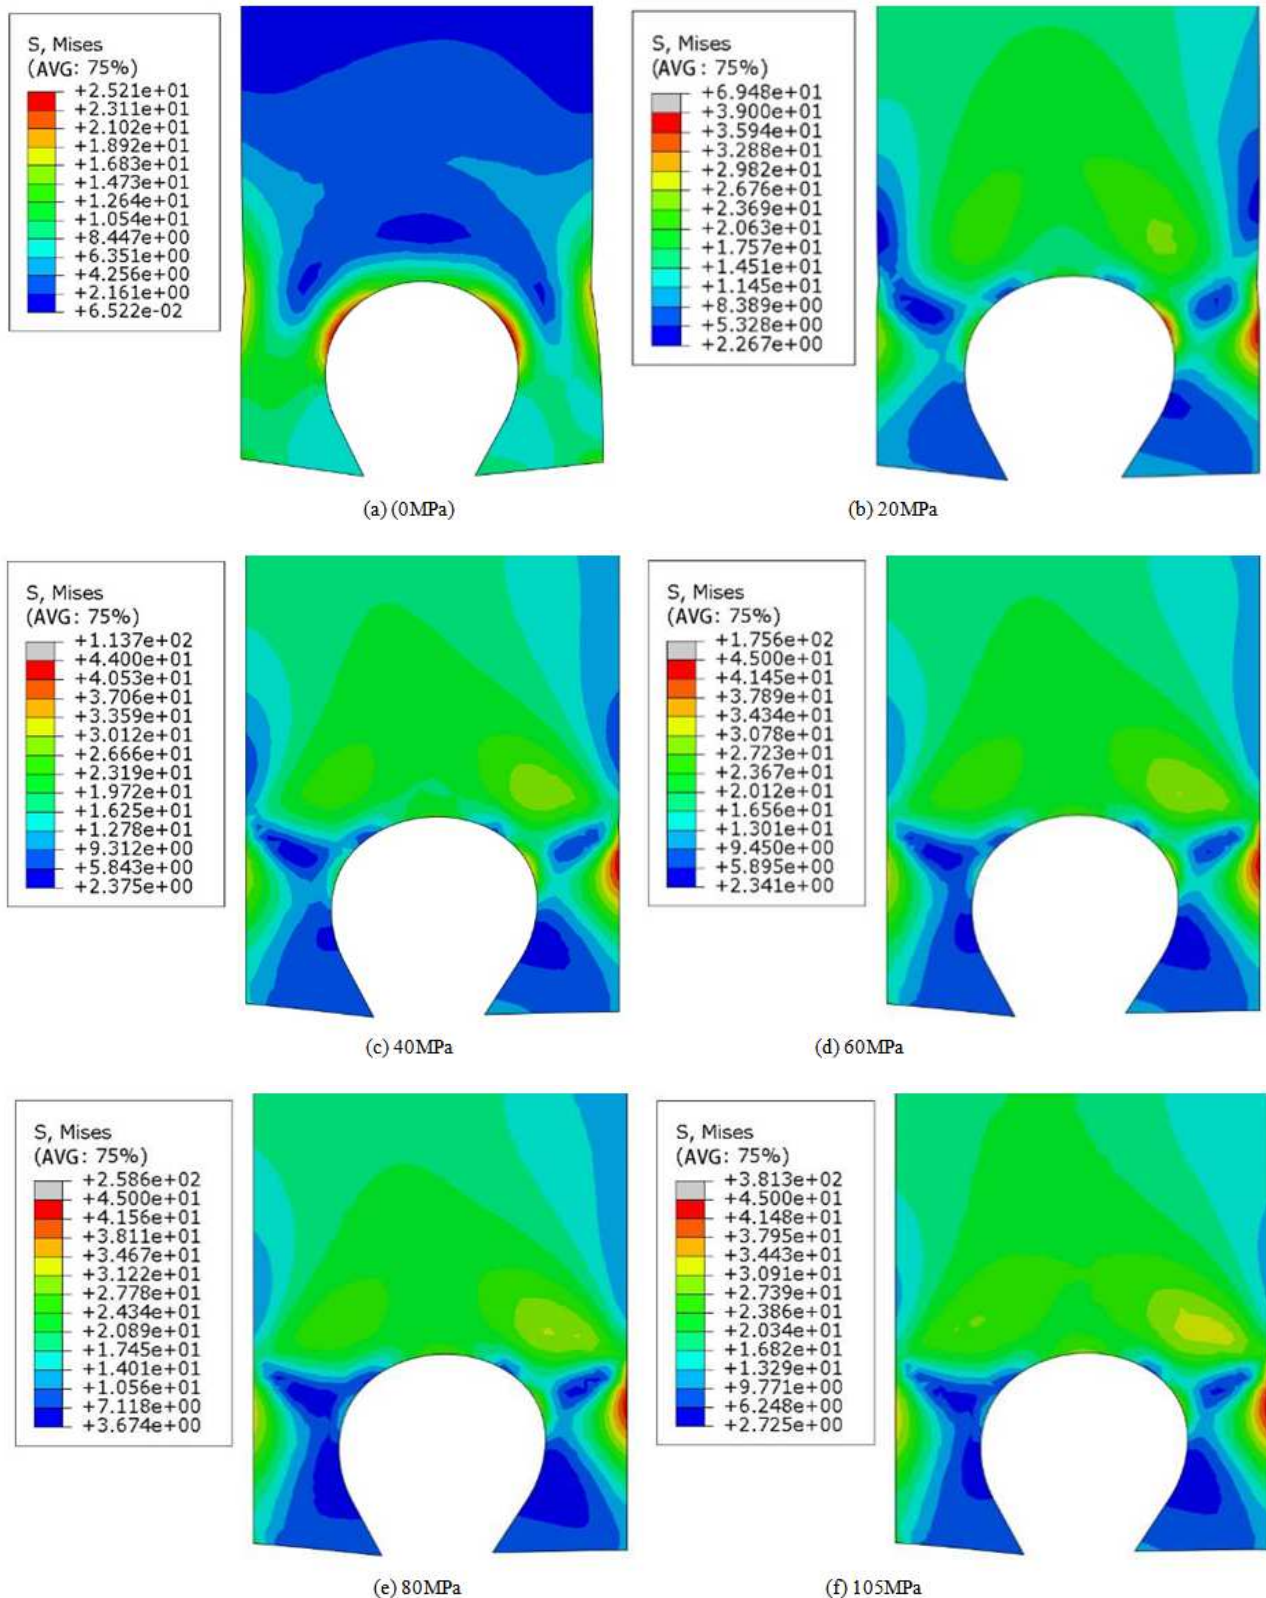 S, Mises
(AVG: 75%)
+2.521e+01
+2.311e+01
+2.102e+01
+1.892e+01
+1.683e+01
+1.473e+01
+1.264e+01
+1.054e+01
+8.447e+00
+6.351e+00
+4.256e+00
+2.161e+00
+6.522e-02
(a) (0MPa)
S, Mises
(AVG: 75%)
+6.948e+01
+3.900e+01
+3.594e+01
+3.288e+01
+2.982e+01
+2.676e+01
+2.369e+01
+2.063e+01
+1.757e+01
+1.451e+01
+1.145e+01
+8.389e+00
+5.328e+00
+2.267e+00
(b) 20MPa
S, Mises
(AVG: 75%)
+1.137e+02
+4.400e+01
+4.053e+01
+3.706e+01
+3.359e+01
+3.012e+01
+2.666e+01
+2.319e+01
+1.972e+01
+1.625e+01
+1.278e+01
+9.312e+00
+5.843e+00
+2.375e+00
(c) 40MPa
S, Mises
(AVG: 75%)
+1.756e+02
+4.500e+01
+4.145e+01
+3.789e+01
+3.434e+01
+3.078e+01
+2.723e+01
+2.367e+01
+2.012e+01
+1.656e+01
+1.301e+01
+9.450e+00
+5.895e+00
+2.341e+00
(d) 60MPa
S, Mises
(AVG: 75%)
+2.586e+02
+4.500e+01
+4.156e+01
+3.811e+01
+3.467e+01
+3.122e+01
+2.778e+01
+2.434e+01
+2.089e+01
+1.745e+01
+1.401e+01
+1.056e+01
+7.118e+00
+3.674e+00
(e) 80MPa
S, Mises
(AVG: 75%)
+3.813e+02
+4.500e+01
+4.148e+01
+3.795e+01
+3.443e+01
+3.091e+01
+2.739e+01
+2.386e+01
+2.034e+01
+1.682e+01
+1.329e+01
+9.771e+00
+6.248e+00
+2.725e+00
(f) 105MPa